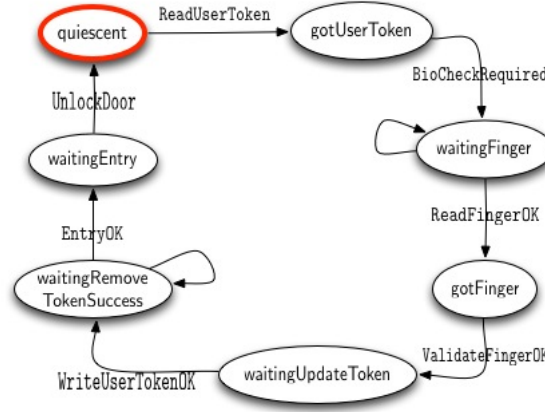 quiescent
ReadUserToken
gotUserToken
BioCheckRequired
waitingFinger
ReadFingerOK
gotFinger
ValidateFingerOK
waitingUpdateToken
WriteUserTokenOK
waitingRemove
TokenSuccess
EntryOK
waitingEntry
UnlockDoor